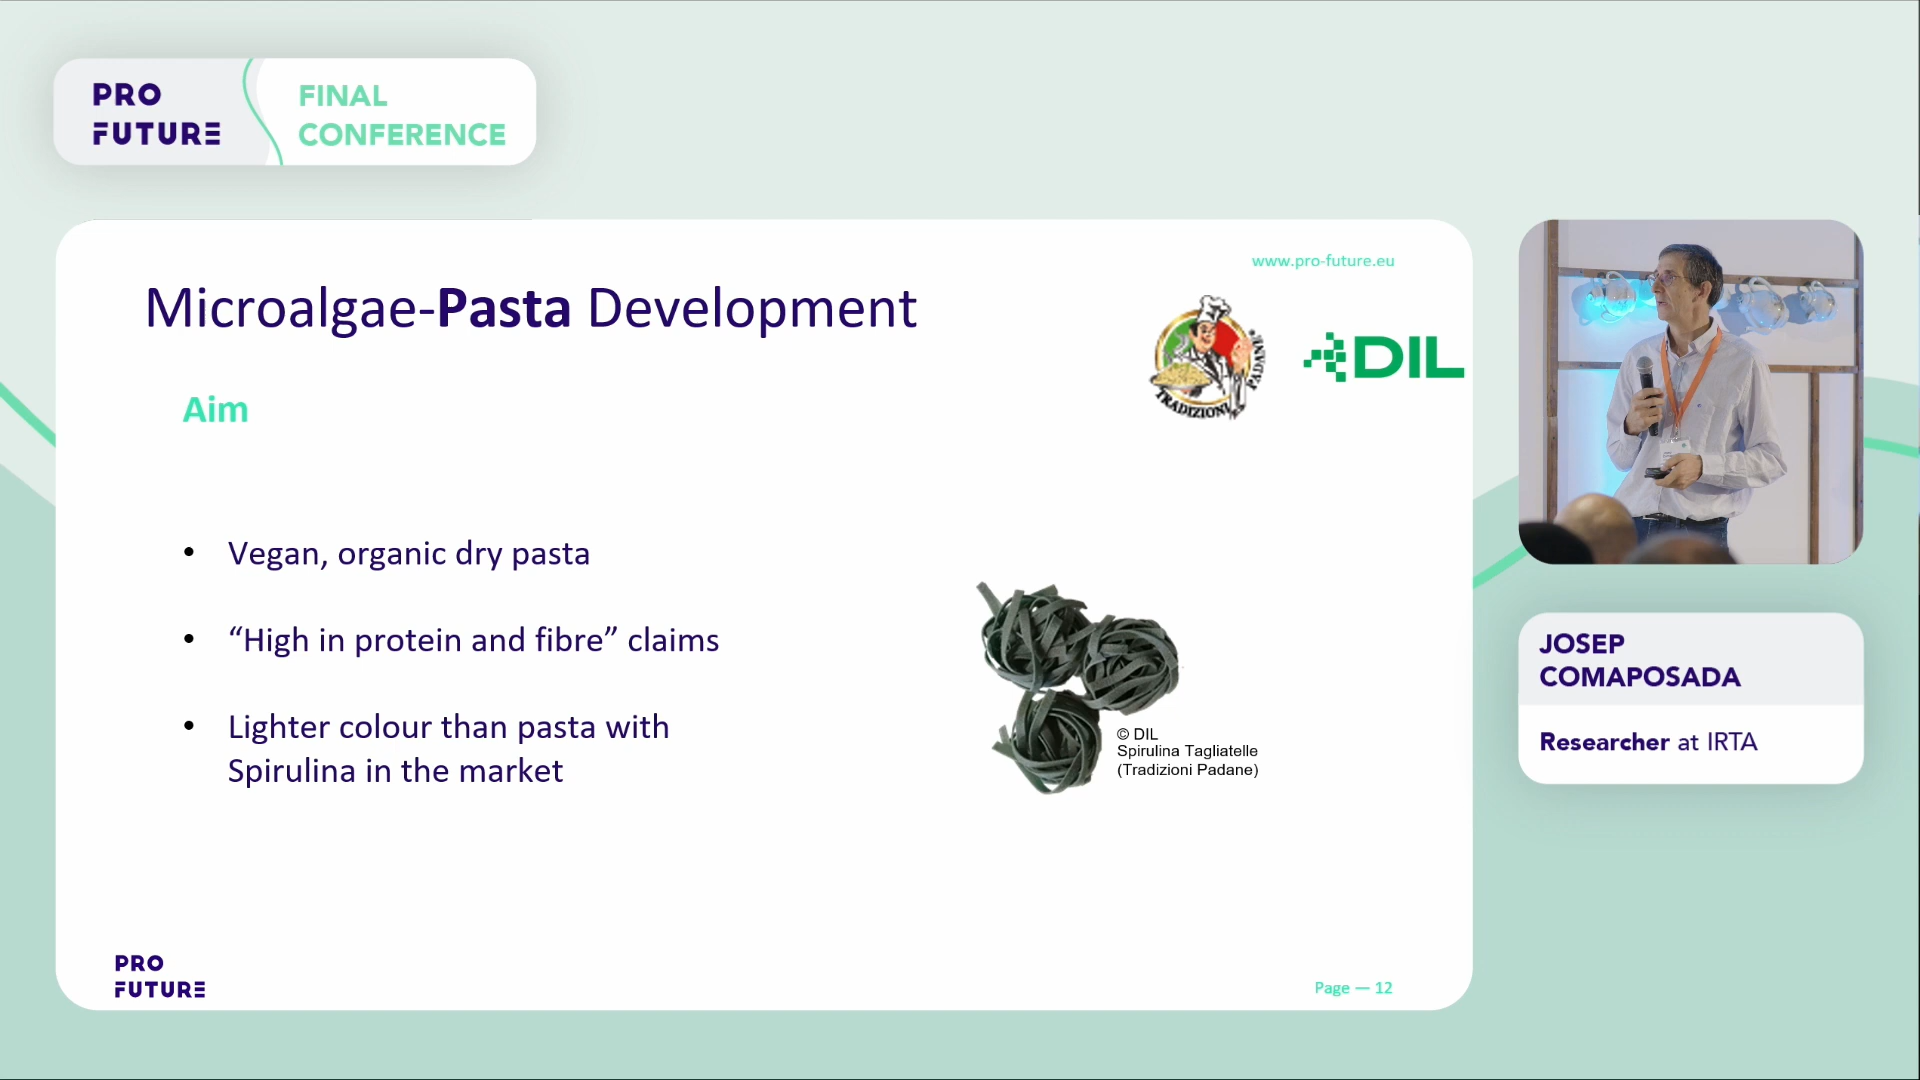 PRO
FUTURE
FINAL
CONFERENCE
www.pro-future.eu
Microalgae-Pasta Development
TRADIZIONI
PADANE
DIL
Aim
• Vegan, organic dry pasta
• “High in protein and fibre” claims
• Lighter colour than pasta with
Spirulina in the market
© DIL
Spirulina Tagliatelle
(Tradizioni Padane)
PRO
FUTURE
Page — 12
JOSEP
COMAPOSADA
Researcher at IRTA